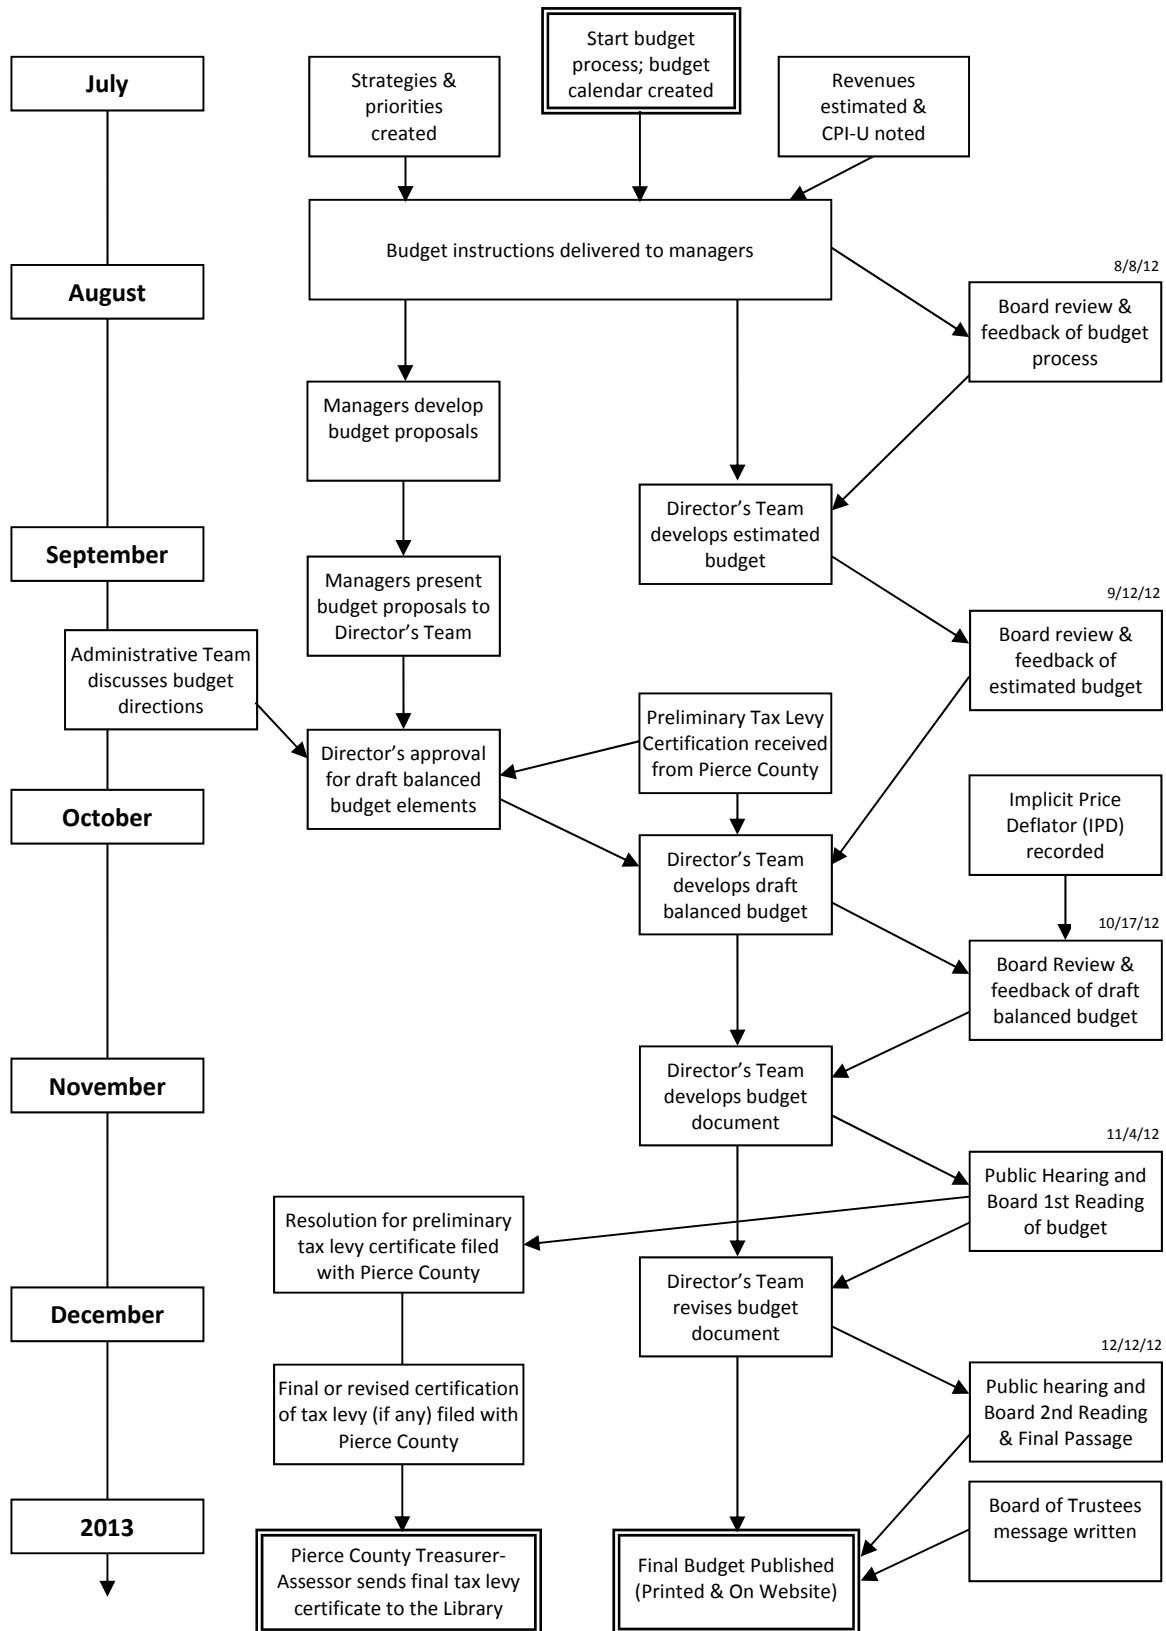 July
Strategies &
priorities
created
Start budget
process; budget
calendar created
Revenues
estimated &
CPI-U noted
Budget instructions delivered to managers
August
8/8/12
Board review &
feedback of budget
process
Managers develop
budget proposals
Director’s Team
develops estimated
budget
September
Managers present
budget proposals to
Director’s Team
9/12/12
Board review &
feedback of
estimated budget
Administrative Team
discusses budget
directions
Preliminary Tax Levy
Certification received
from Pierce County
Director’s approval
for draft balanced
budget elements
October
Implicit Price
Deflator (IPD)
recorded
Director’s Team
develops draft
balanced budget
10/17/12
Board Review &
feedback of draft
balanced budget
November
Director’s Team
develops budget
document
11/4/12
Public Hearing and
Board 1st Reading
of budget
Resolution for preliminary
tax levy certificate filed
with Pierce County
December
Director’s Team
revises budget
document
12/12/12
Public hearing and
Board 2nd Reading
& Final Passage
Final or revised certification
of tax levy (if any) filed with
Pierce County
2013
Board of Trustees
message written
Pierce County Treasurer-
Assessor sends final tax levy
certificate to the Library
Final Budget Published
(Printed & On Website)